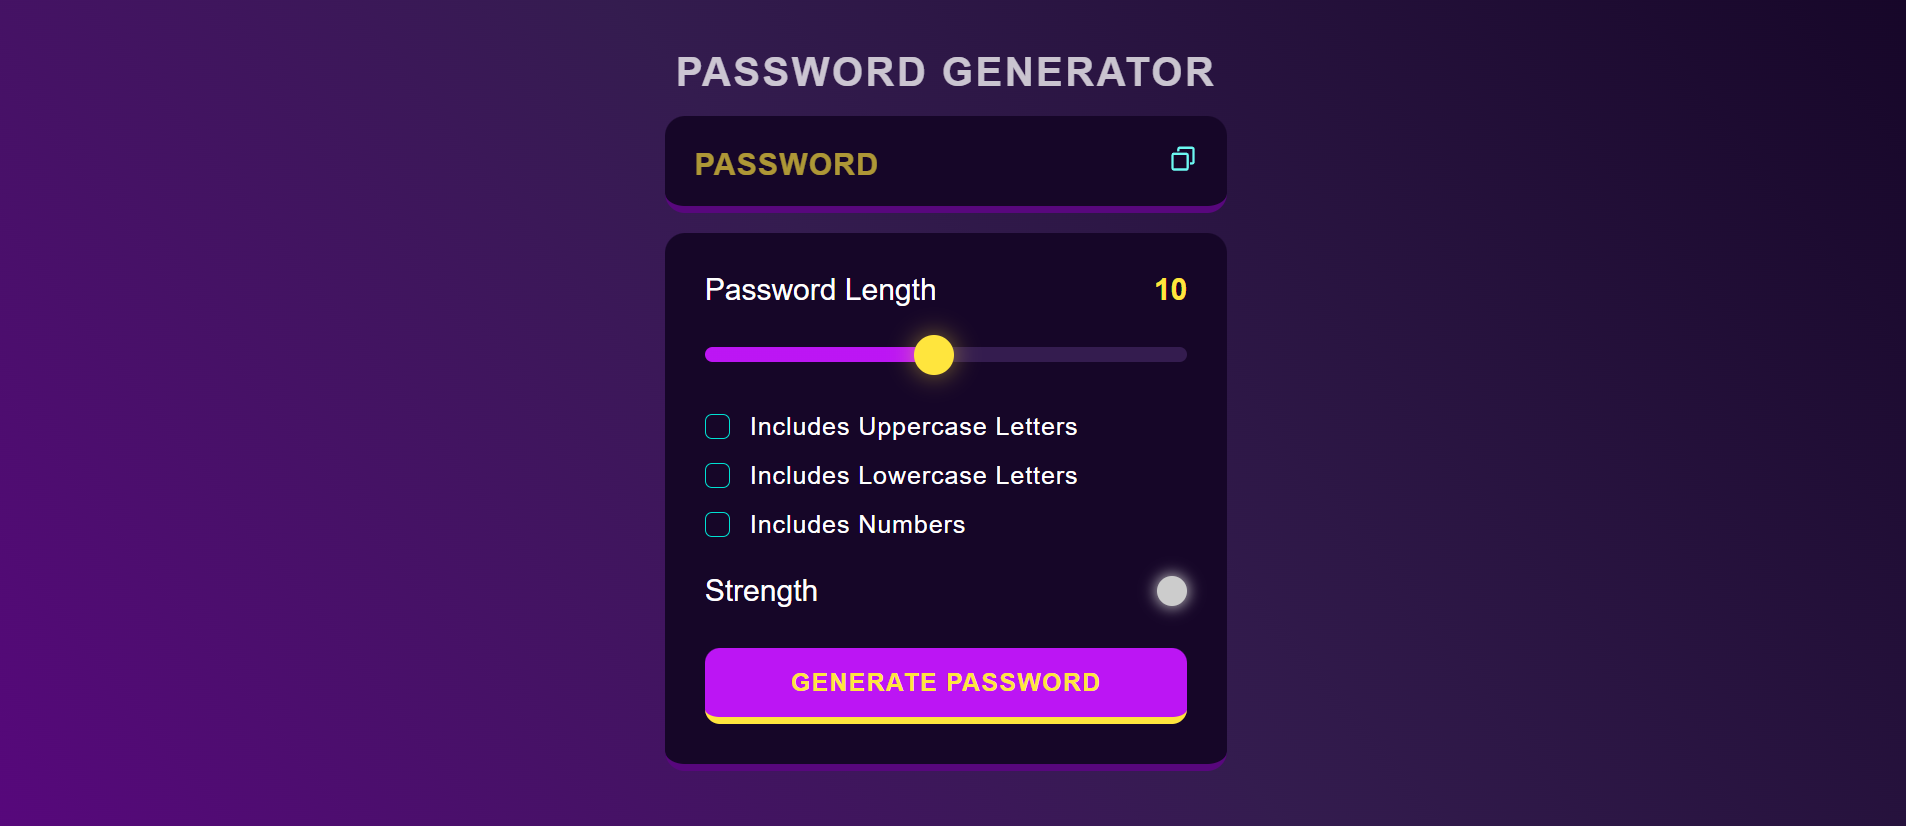 PASSWORD GENERATOR
PASSWORD
Password Length 10
Includes Uppercase Letters
Includes Lowercase Letters
Includes Numbers
Strength
GENERATE PASSWORD